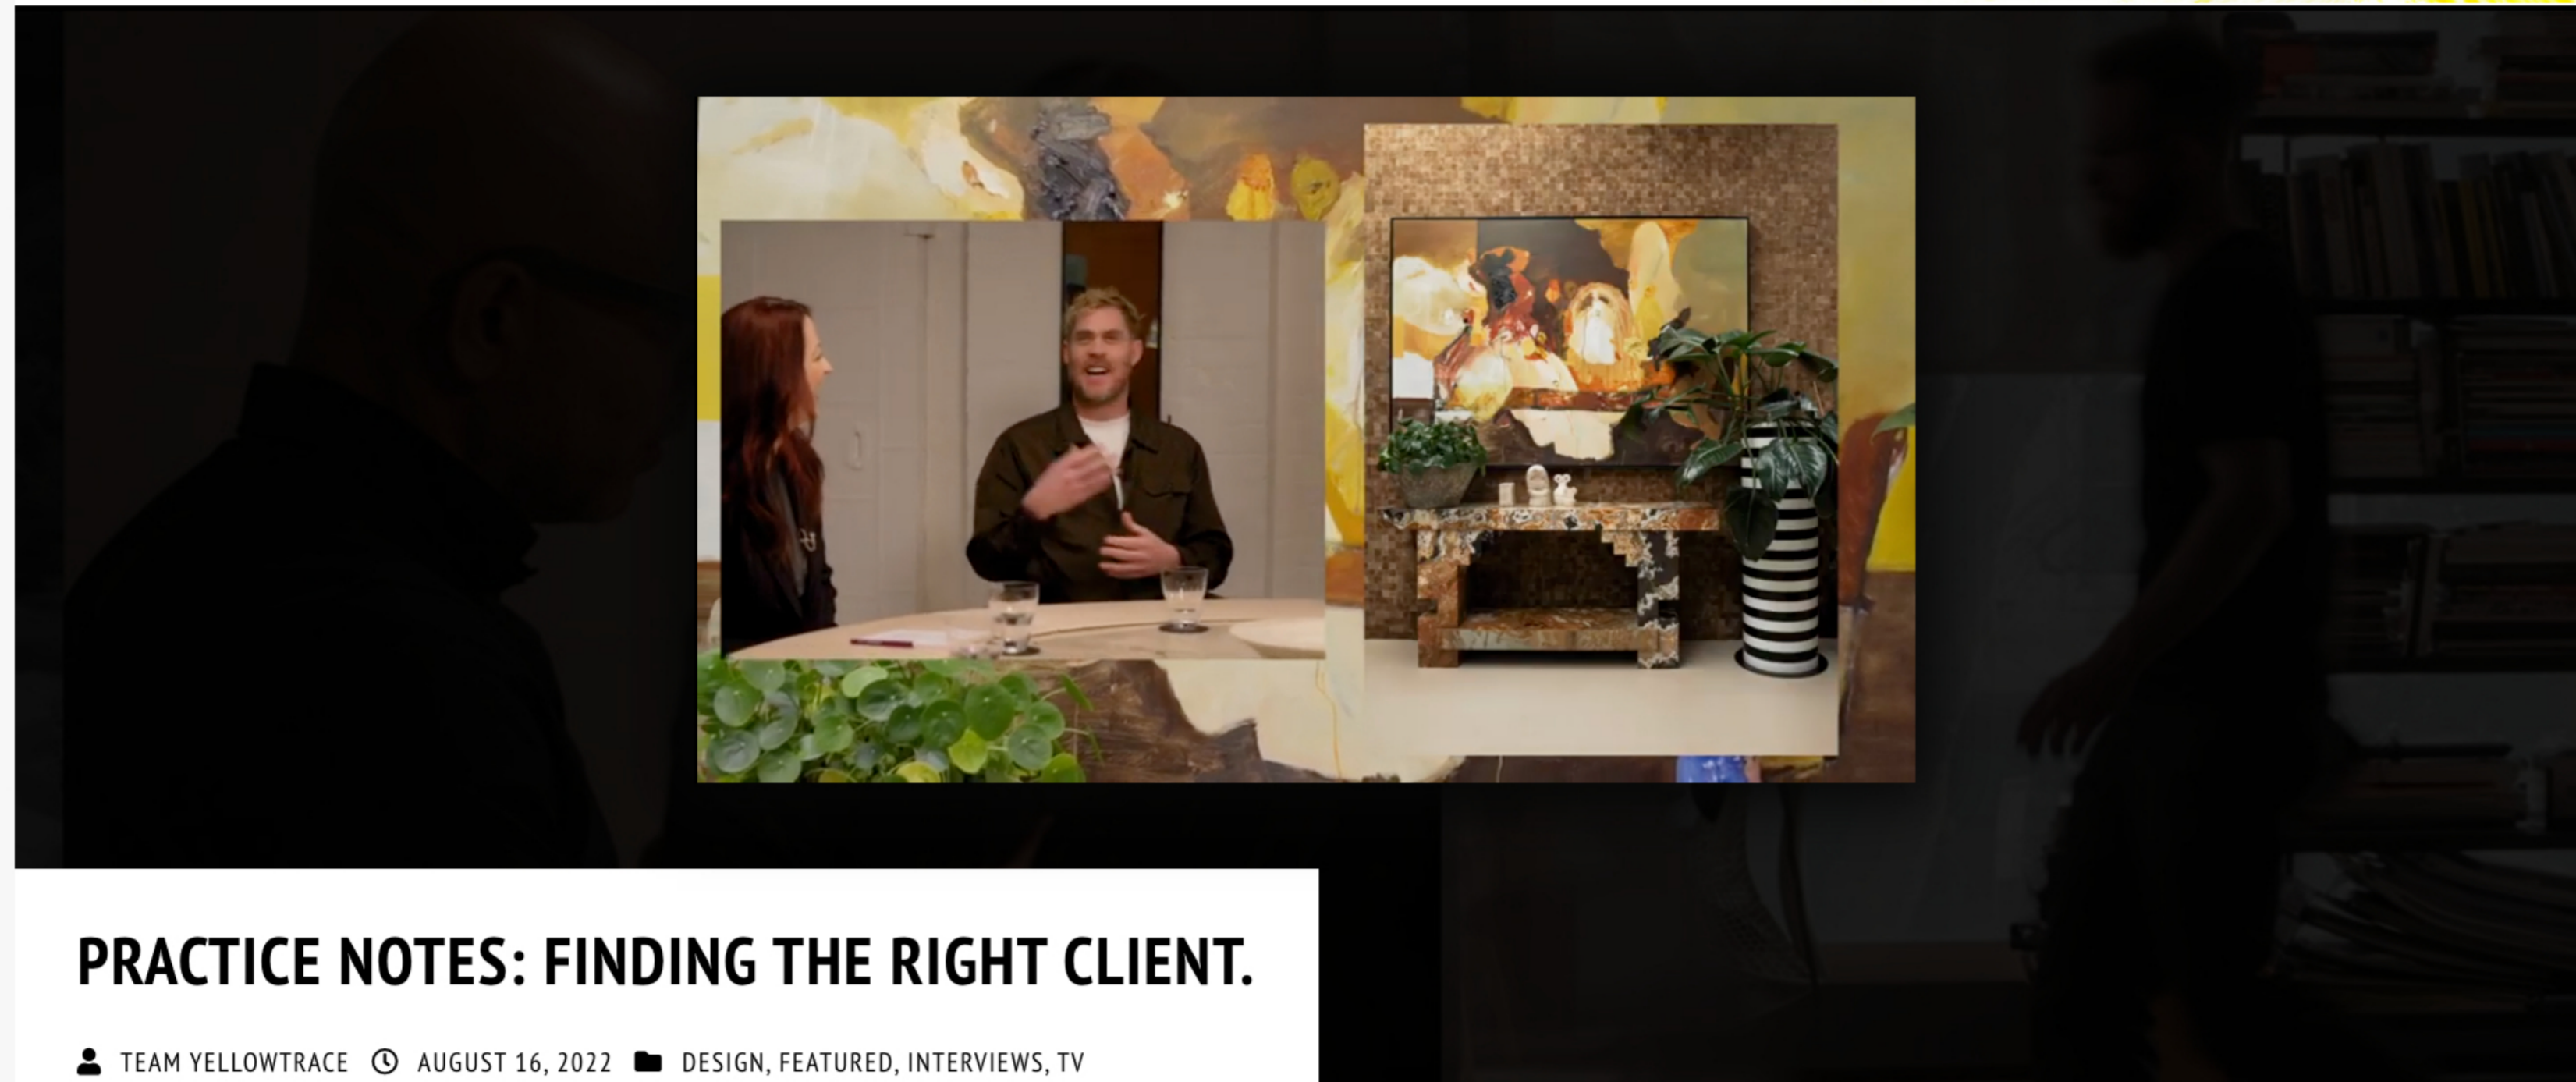 PRACTICE NOTES: FINDING THE RIGHT CLIENT.
TEAM YELLOWTRACE AUGUST 16, 2022 DESIGN, FEATURED, INTERVIEWS, TV